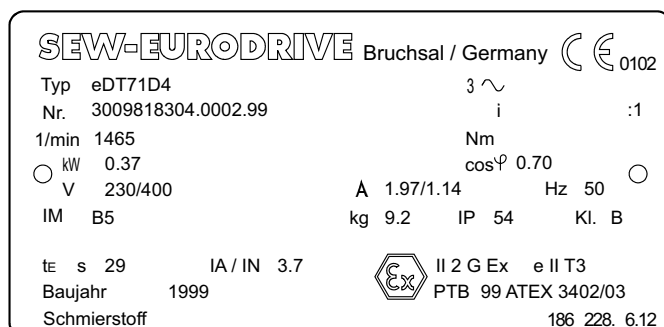 SEW-EURODRIVE Bruchsal / Germany CE 0102
Typ eDT71D4 3 ~
Nr. 3009818304.0002.99 i :1
1/min 1465 Nm
kW 0.37 cosφ 0.70
V 230/400 A 1.97/1.14 Hz 50
IM B5 kg 9.2 IP 54 Kl. B
tE s 29 IA / IN 3.7 Ex II 2 G Ex e II T3
Baujahr 1999 PTB 99 ATEX 3402/03
Schmierstoff 186 228. 6.12